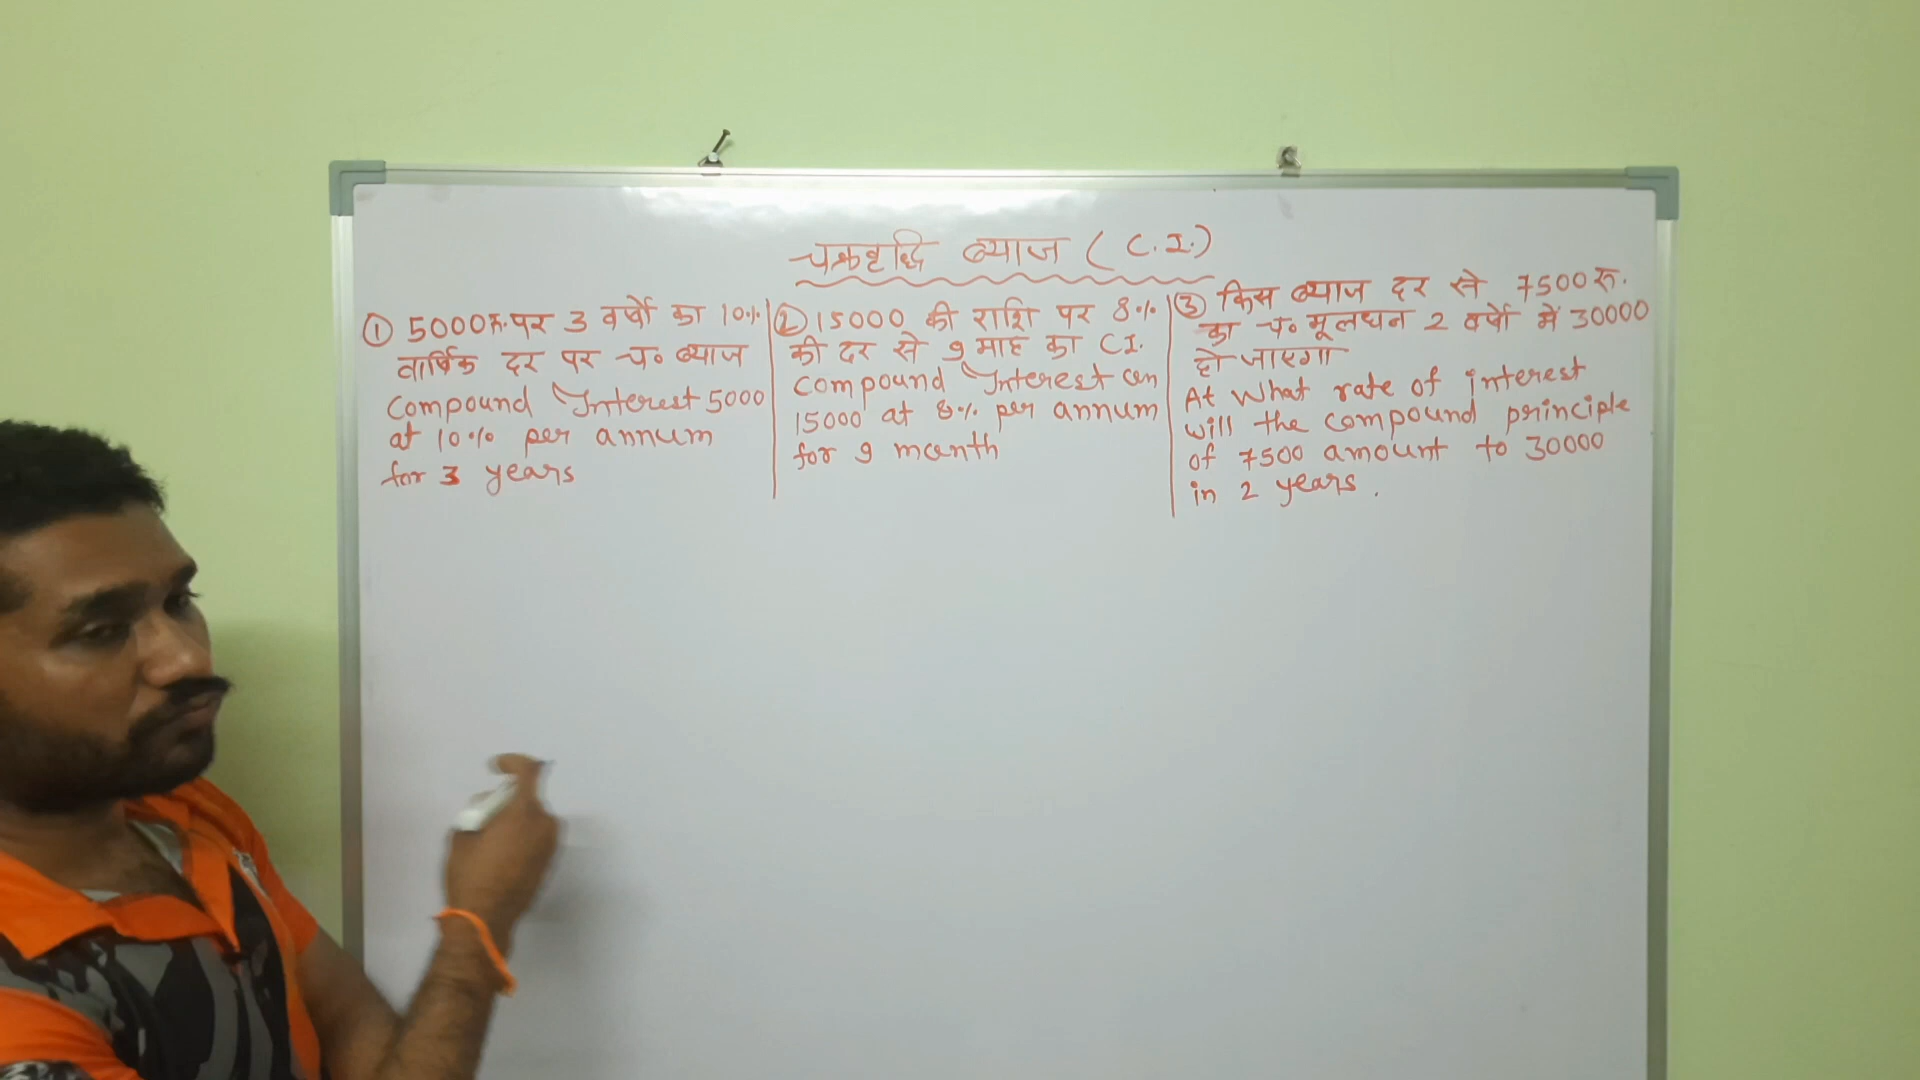 चक्रवृद्धि ब्याज ( C.I.)
① 5000रु. पर 3 वर्षों का 10%
वार्षिक दर पर च० ब्याज
Compound Interest 5000
at 10% per annum
for 3 years
② 15000 की राशि पर 8%
की दर से 9 माह का C.I.
Compound Interest on
15000 at 8% per annum
for 9 month
③ किस ब्याज दर से 7500 रु.
का च० मूलधन 2 वर्षों में 30000
हो जाएगा
At What rate of interest
will the compound principle
of 7500 amount to 30000
in 2 years.